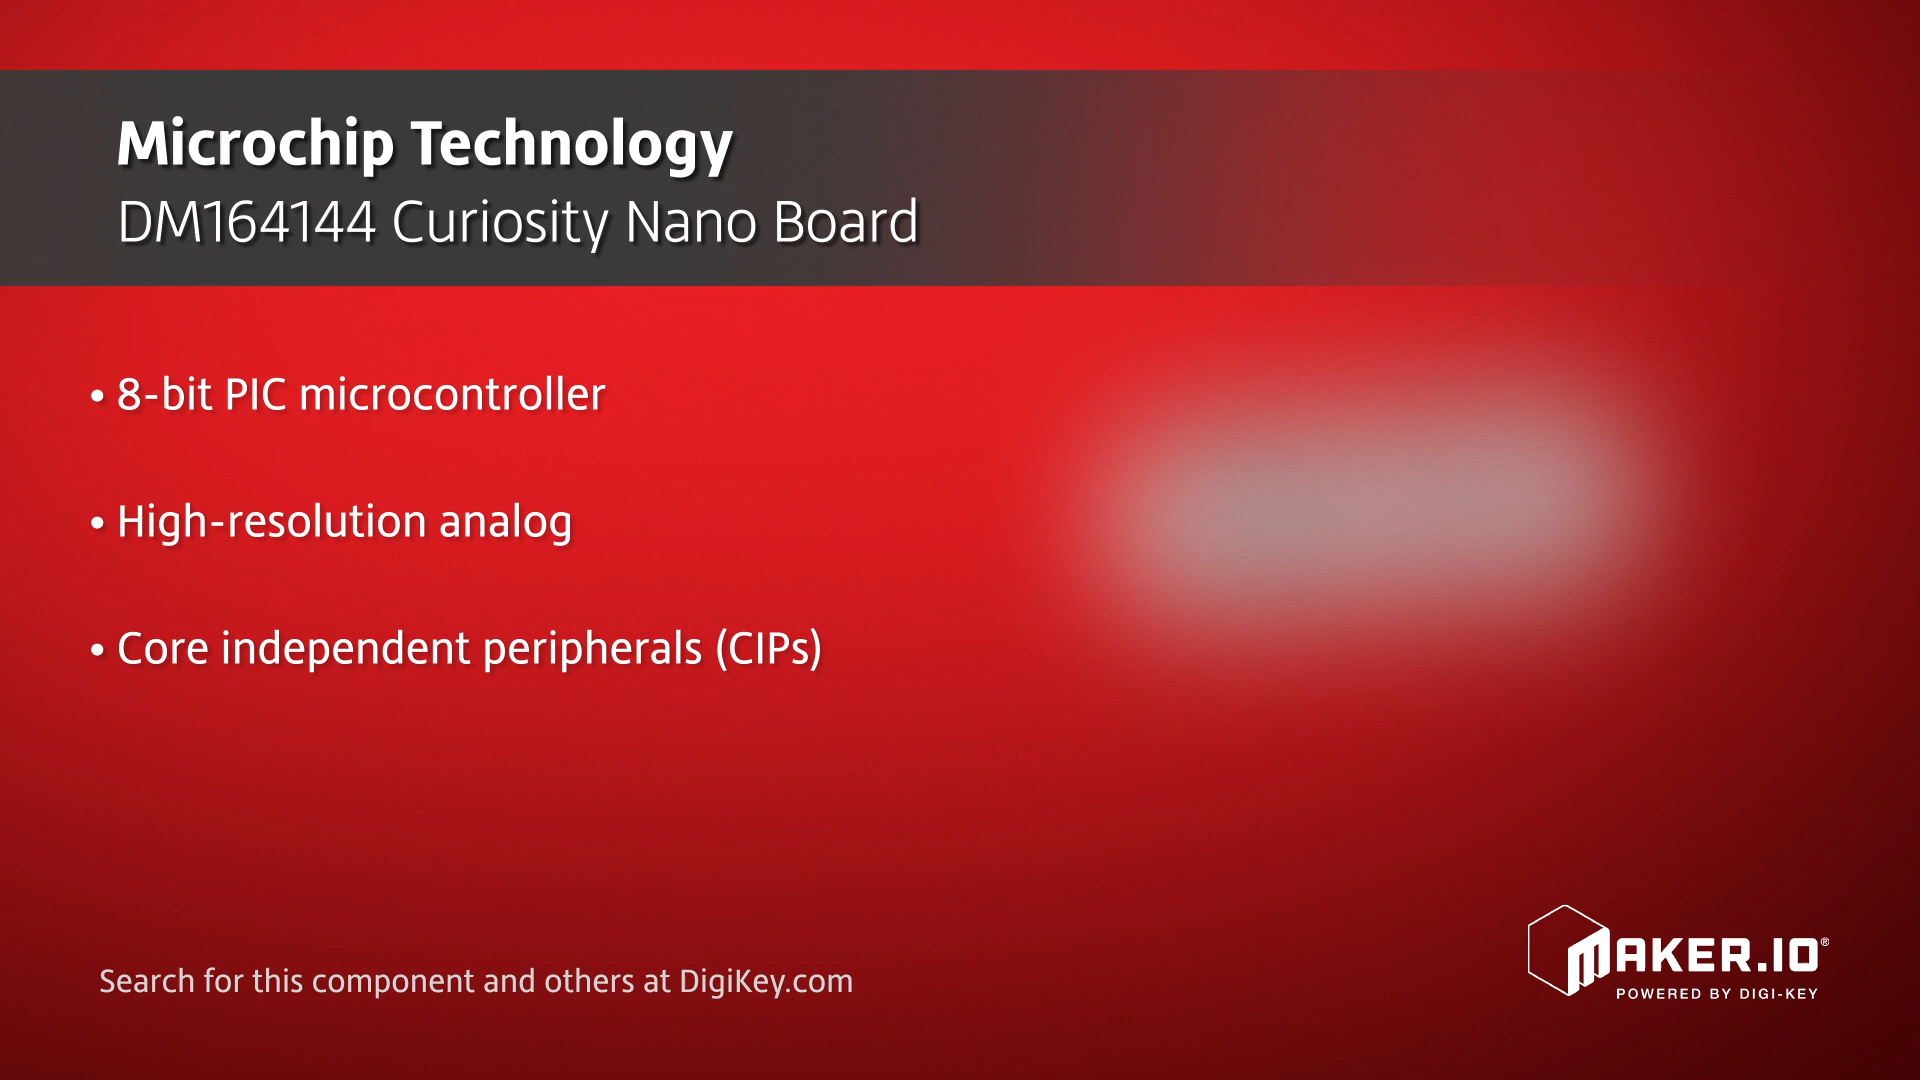 Microchip Technology
DM164144 Curiosity Nano Board
• 8-bit PIC microcontroller
• High-resolution analog
• Core independent peripherals (CIPs)
Search for this component and others at DigiKey.com
MAKER.IO®
POWERED BY DIGI-KEY